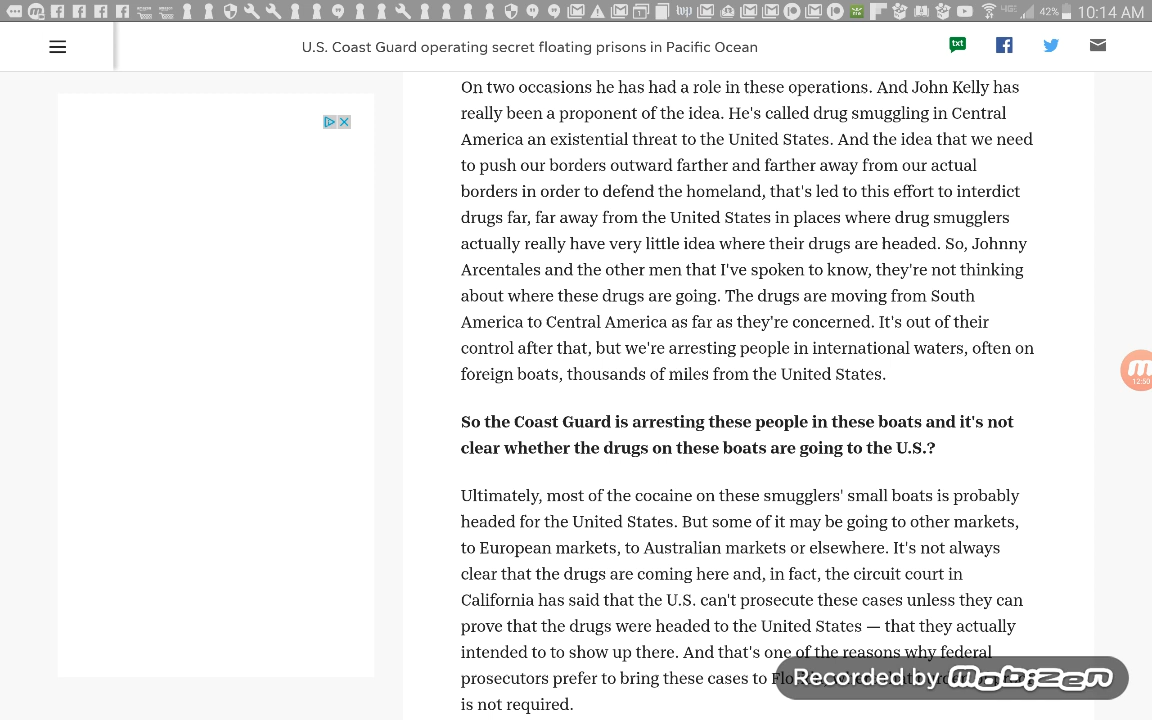 42% 10:14 AM
U.S. Coast Guard operating secret floating prisons in Pacific Ocean
txt
On two occasions he has had a role in these operations. And John Kelly has
really been a proponent of the idea. He's called drug smuggling in Central
America an existential threat to the United States. And the idea that we need
to push our borders outward farther and farther away from our actual
borders in order to defend the homeland, that's led to this effort to interdict
drugs far, far away from the United States in places where drug smugglers
actually really have very little idea where their drugs are headed. So, Johnny
Arcentales and the other men that I've spoken to know, they're not thinking
about where these drugs are going. The drugs are moving from South
America to Central America as far as they're concerned. It's out of their
control after that, but we're arresting people in international waters, often on
foreign boats, thousands of miles from the United States.
12:50
So the Coast Guard is arresting these people in these boats and it's not
clear whether the drugs on these boats are going to the U.S.?
Ultimately, most of the cocaine on these smugglers' small boats is probably
headed for the United States. But some of it may be going to other markets,
to European markets, to Australian markets or elsewhere. It's not always
clear that the drugs are coming here and, in fact, the circuit court in
California has said that the U.S. can't prosecute these cases unless they can
prove that the drugs were headed to the United States — that they actually
intended to to show up there. And that's one of the reasons why federal
prosecutors prefer to bring these cases to
Recorded by Mobizen
is not required.